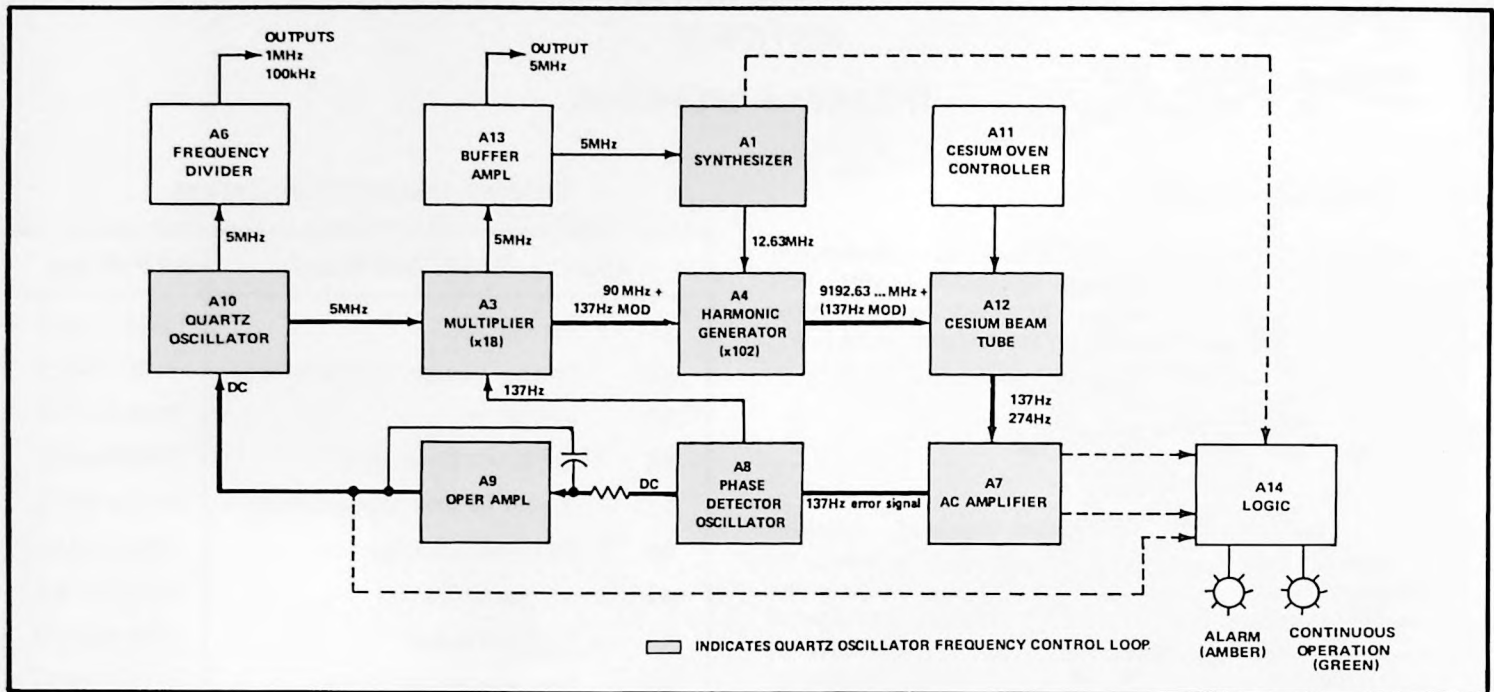 OUTPUTS
1MHz
100kHz
OUTPUT
5MHz
A6
FREQUENCY
DIVIDER
A13
BUFFER
AMPL
5MHz
A1
SYNTHESIZER
A11
CESIUM OVEN
CONTROLLER
5MHz
5MHz
12.63MHz
A10
QUARTZ
OSCILLATOR
5MHz
A3
MULTIPLIER
(x18)
90 MHz +
137Hz MOD
A4
HARMONIC
GENERATOR
(x102)
9192.63 ... MHz +
(137Hz MOD)
A12
CESIUM BEAM
TUBE
DC
137Hz
137Hz
274Hz
A9
OPER AMPL
DC
A8
PHASE
DETECTOR
OSCILLATOR
137Hz error signal
A7
AC AMPLIFIER
A14
LOGIC
INDICATES QUARTZ OSCILLATOR FREQUENCY CONTROL LOOP.
ALARM
(AMBER)
CONTINUOUS
OPERATION
(GREEN)